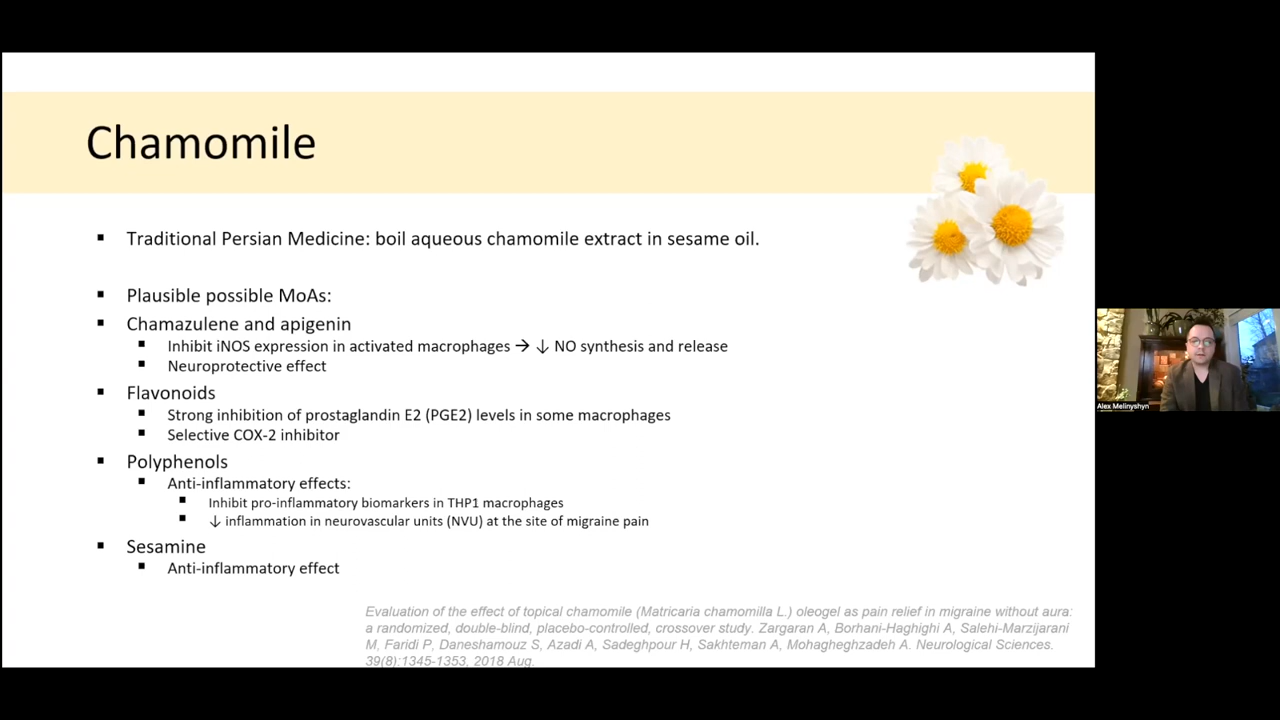 Chamomile
Traditional Persian Medicine: boil aqueous chamomile extract in sesame oil.
Plausible possible MoAs:
Chamazulene and apigenin
Inhibit iNOS expression in activated macrophages → ↓ NO synthesis and release
Neuroprotective effect
Flavonoids
Strong inhibition of prostaglandin E2 (PGE2) levels in some macrophages
Selective COX-2 inhibitor
Polyphenols
Anti-inflammatory effects:
Inhibit pro-inflammatory biomarkers in THP1 macrophages
↓ inflammation in neurovascular units (NVU) at the site of migraine pain
Sesamine
Anti-inflammatory effect
Evaluation of the effect of topical chamomile (Matricaria chamomilla L.) oleogel as pain relief in migraine without aura:
a randomized, double-blind, placebo-controlled, crossover study. Zargaran A, Borhani-Haghighi A, Salehi-Marzijarani
M, Faridi P, Daneshamouz S, Azadi A, Sadeghpour H, Sakhteman A, Mohagheghzadeh A. Neurological Sciences.
39(8):1345-1353, 2018 Aug.
Alex Melinyshyn